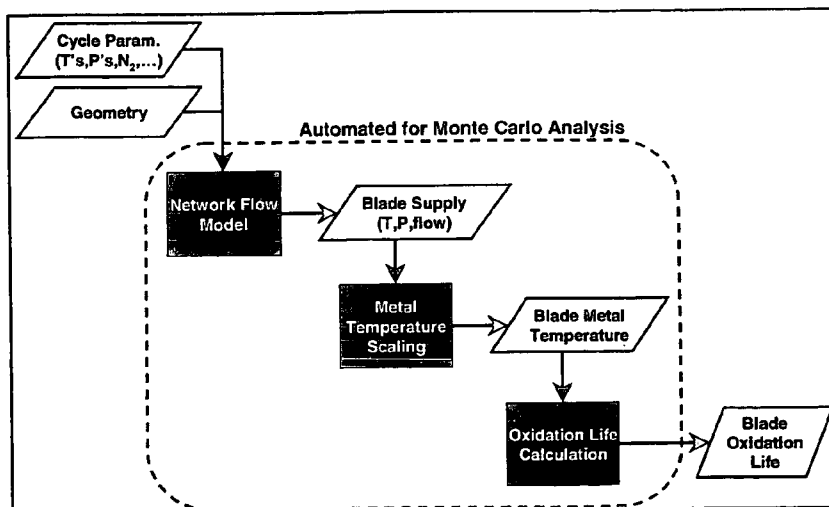 Cycle Param.
(T's,P's,N2,...)
Geometry
Automated for Monte Carlo Analysis
Network Flow
Model
Blade Supply
(T,P,flow)
Metal
Temperature
Scaling
Blade Metal
Temperature
Oxidation Life
Calculation
Blade
Oxidation
Life